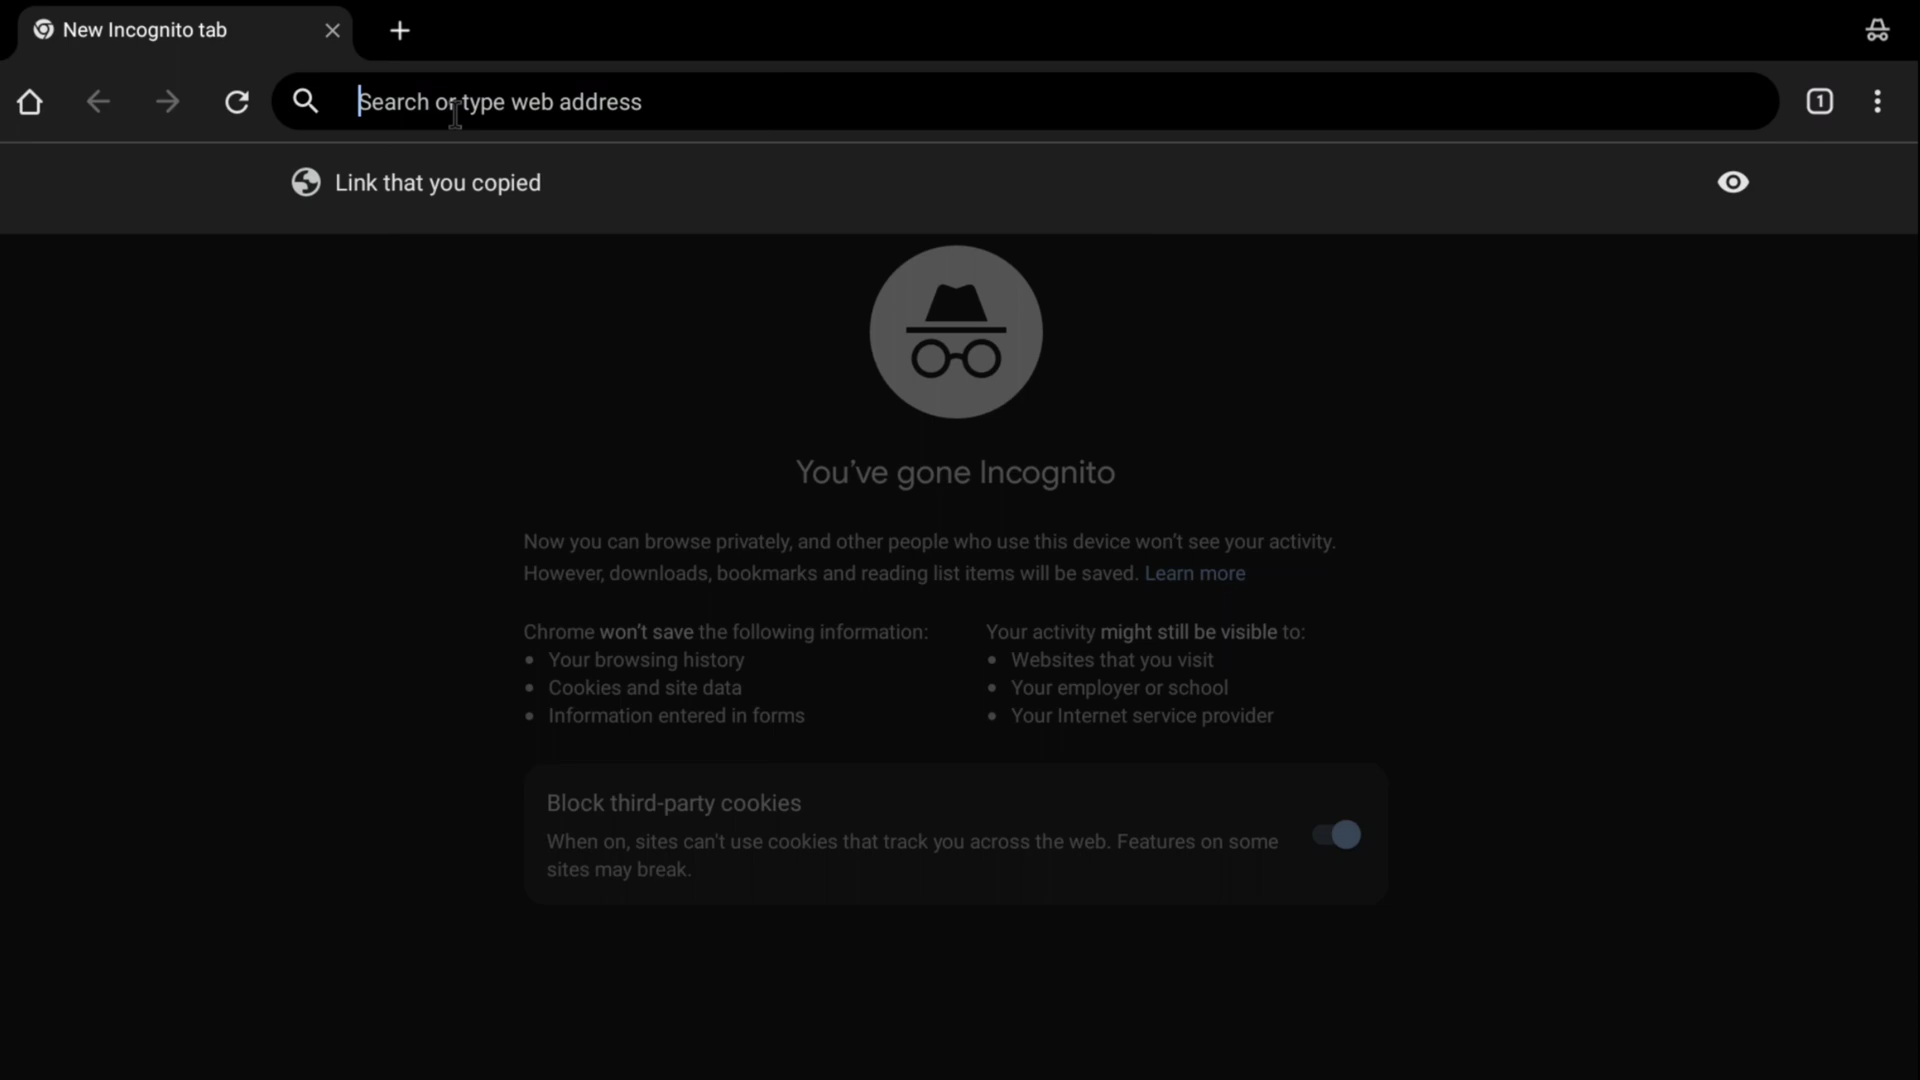 New Incognito tab
Search or type web address
1
Link that you copied
You've gone Incognito
Now you can browse privately, and other people who use this device won't see your activity.
However, downloads, bookmarks and reading list items will be saved. Learn more
Chrome won't save the following information:
• Your browsing history
• Cookies and site data
• Information entered in forms
Your activity might still be visible to:
• Websites that you visit
• Your employer or school
• Your Internet service provider
Block third-party cookies
When on, sites can't use cookies that track you across the web. Features on some
sites may break.